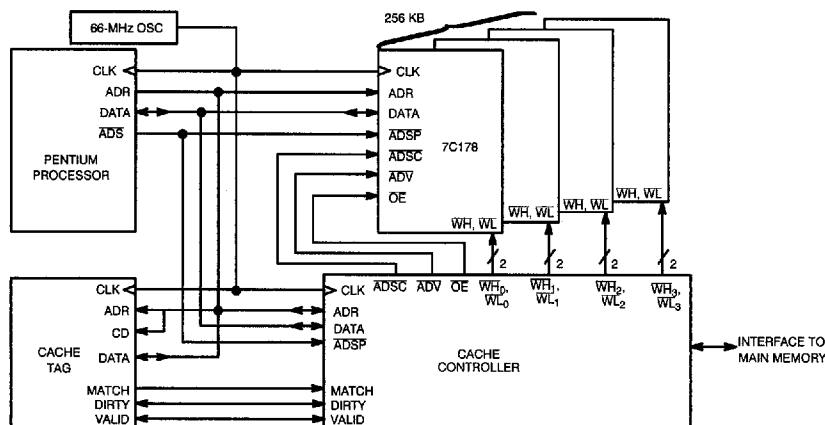 256 KB
66-MHz OSC
CLK
ADR
DATA
ADS
PENTIUM
PROCESSOR
CLK
ADR
DATA
ADSP
ADSC
ADV
OE
7C178
WH, WL
WH, WL
WH, WL
WH, WL
2
2
2
2
CLK
ADR
CD
DATA
CACHE
TAG
MATCH
DIRTY
VALID
CLK
ADR
DATA
ADSP
MATCH
DIRTY
VALID
ADSC
ADV
OE
WH0,
WL0
WH1,
WL1
WH2,
WL2
WH3,
WL3
CACHE
CONTROLLER
INTERFACE TO
MAIN MEMORY